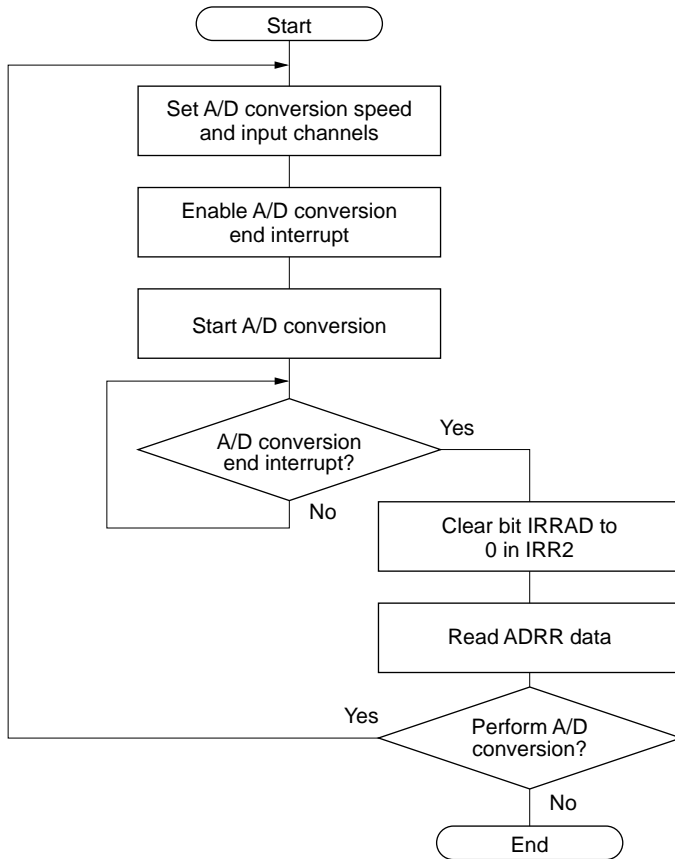 Start
Set A/D conversion speed
and input channels
Enable A/D conversion
end interrupt
Start A/D conversion
A/D conversion
end interrupt?
Yes
No
Clear bit IRRAD to
0 in IRR2
Read ADRR data
Yes
Perform A/D
conversion?
No
End